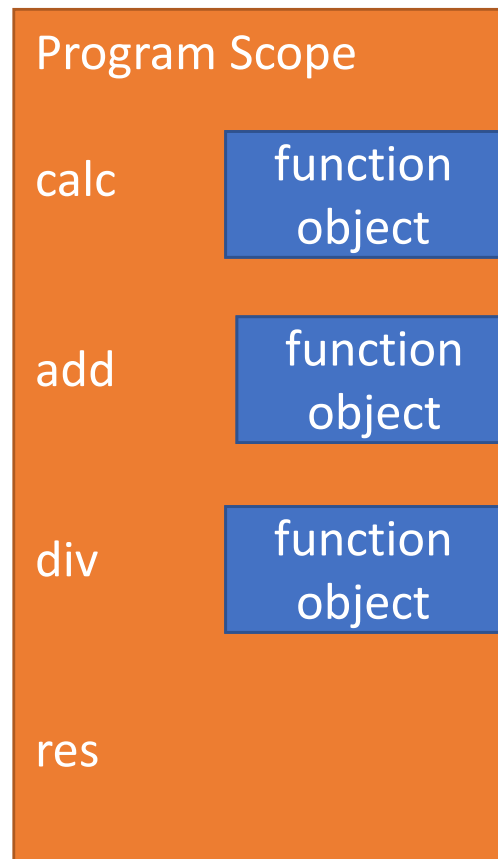 Program Scope
calc
function
object
add
function
object
div
function
object
res